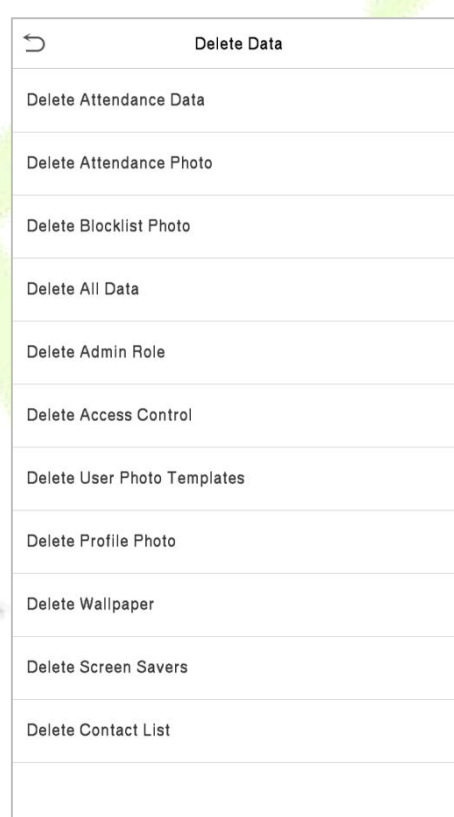 Delete Data
Delete Attendance Data
Delete Attendance Photo
Delete Blocklist Photo
Delete All Data
Delete Admin Role
Delete Access Control
Delete User Photo Templates
Delete Profile Photo
Delete Wallpaper
Delete Screen Savers
Delete Contact List